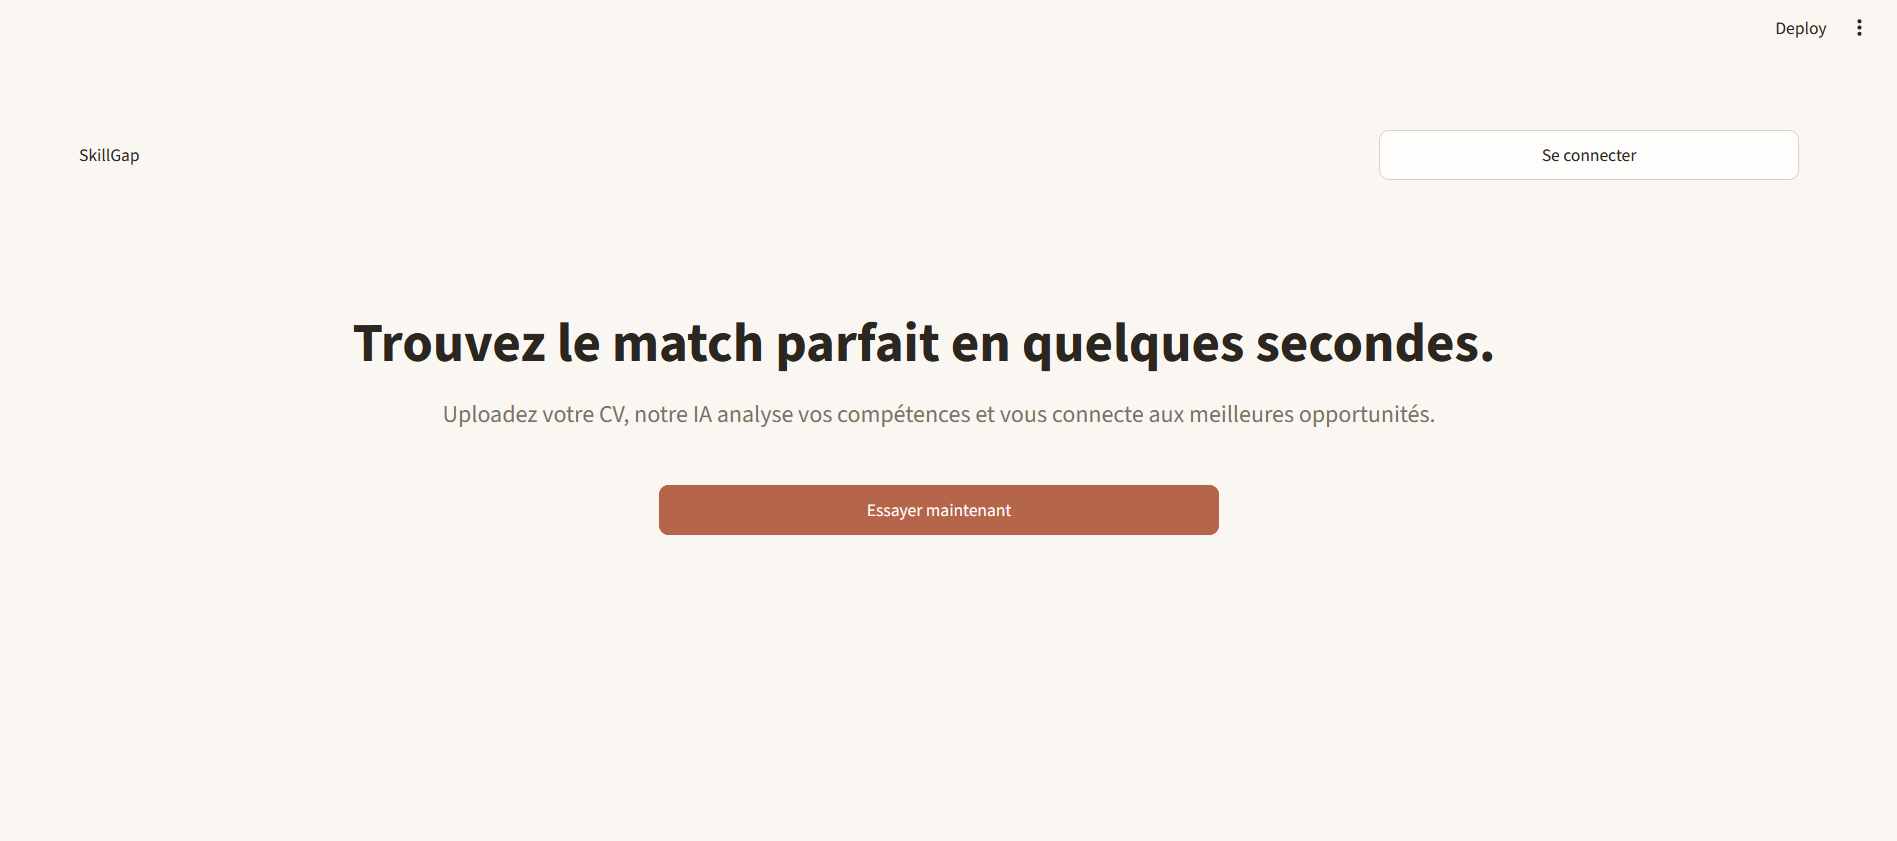 Deploy
SkillGap
Se connecter
Trouvez le match parfait en quelques secondes.
Uploadez votre CV, notre IA analyse vos compétences et vous connecte aux meilleures opportunités.
Essayer maintenant